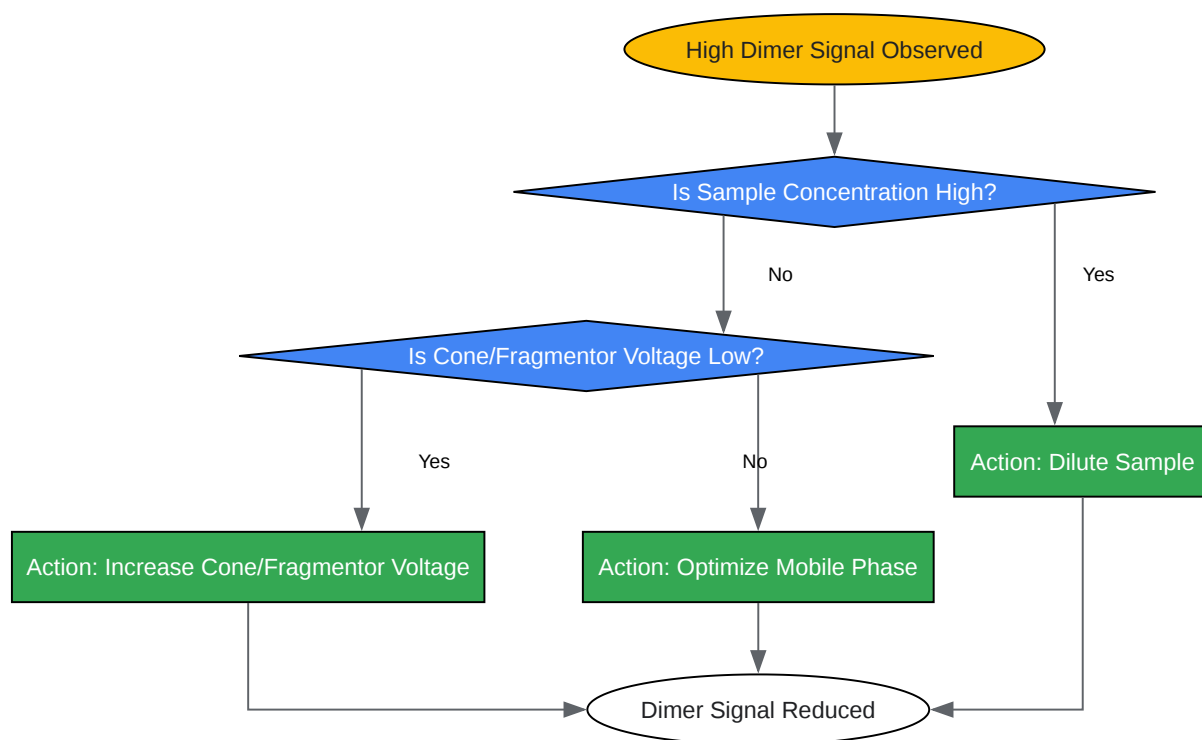 High Dimer Signal Observed
Is Sample Concentration High?
No
Yes
Is Cone/Fragmentor Voltage Low?
Yes
No
Action: Dilute Sample
Action: Increase Cone/Fragmentor Voltage
Action: Optimize Mobile Phase
Dimer Signal Reduced